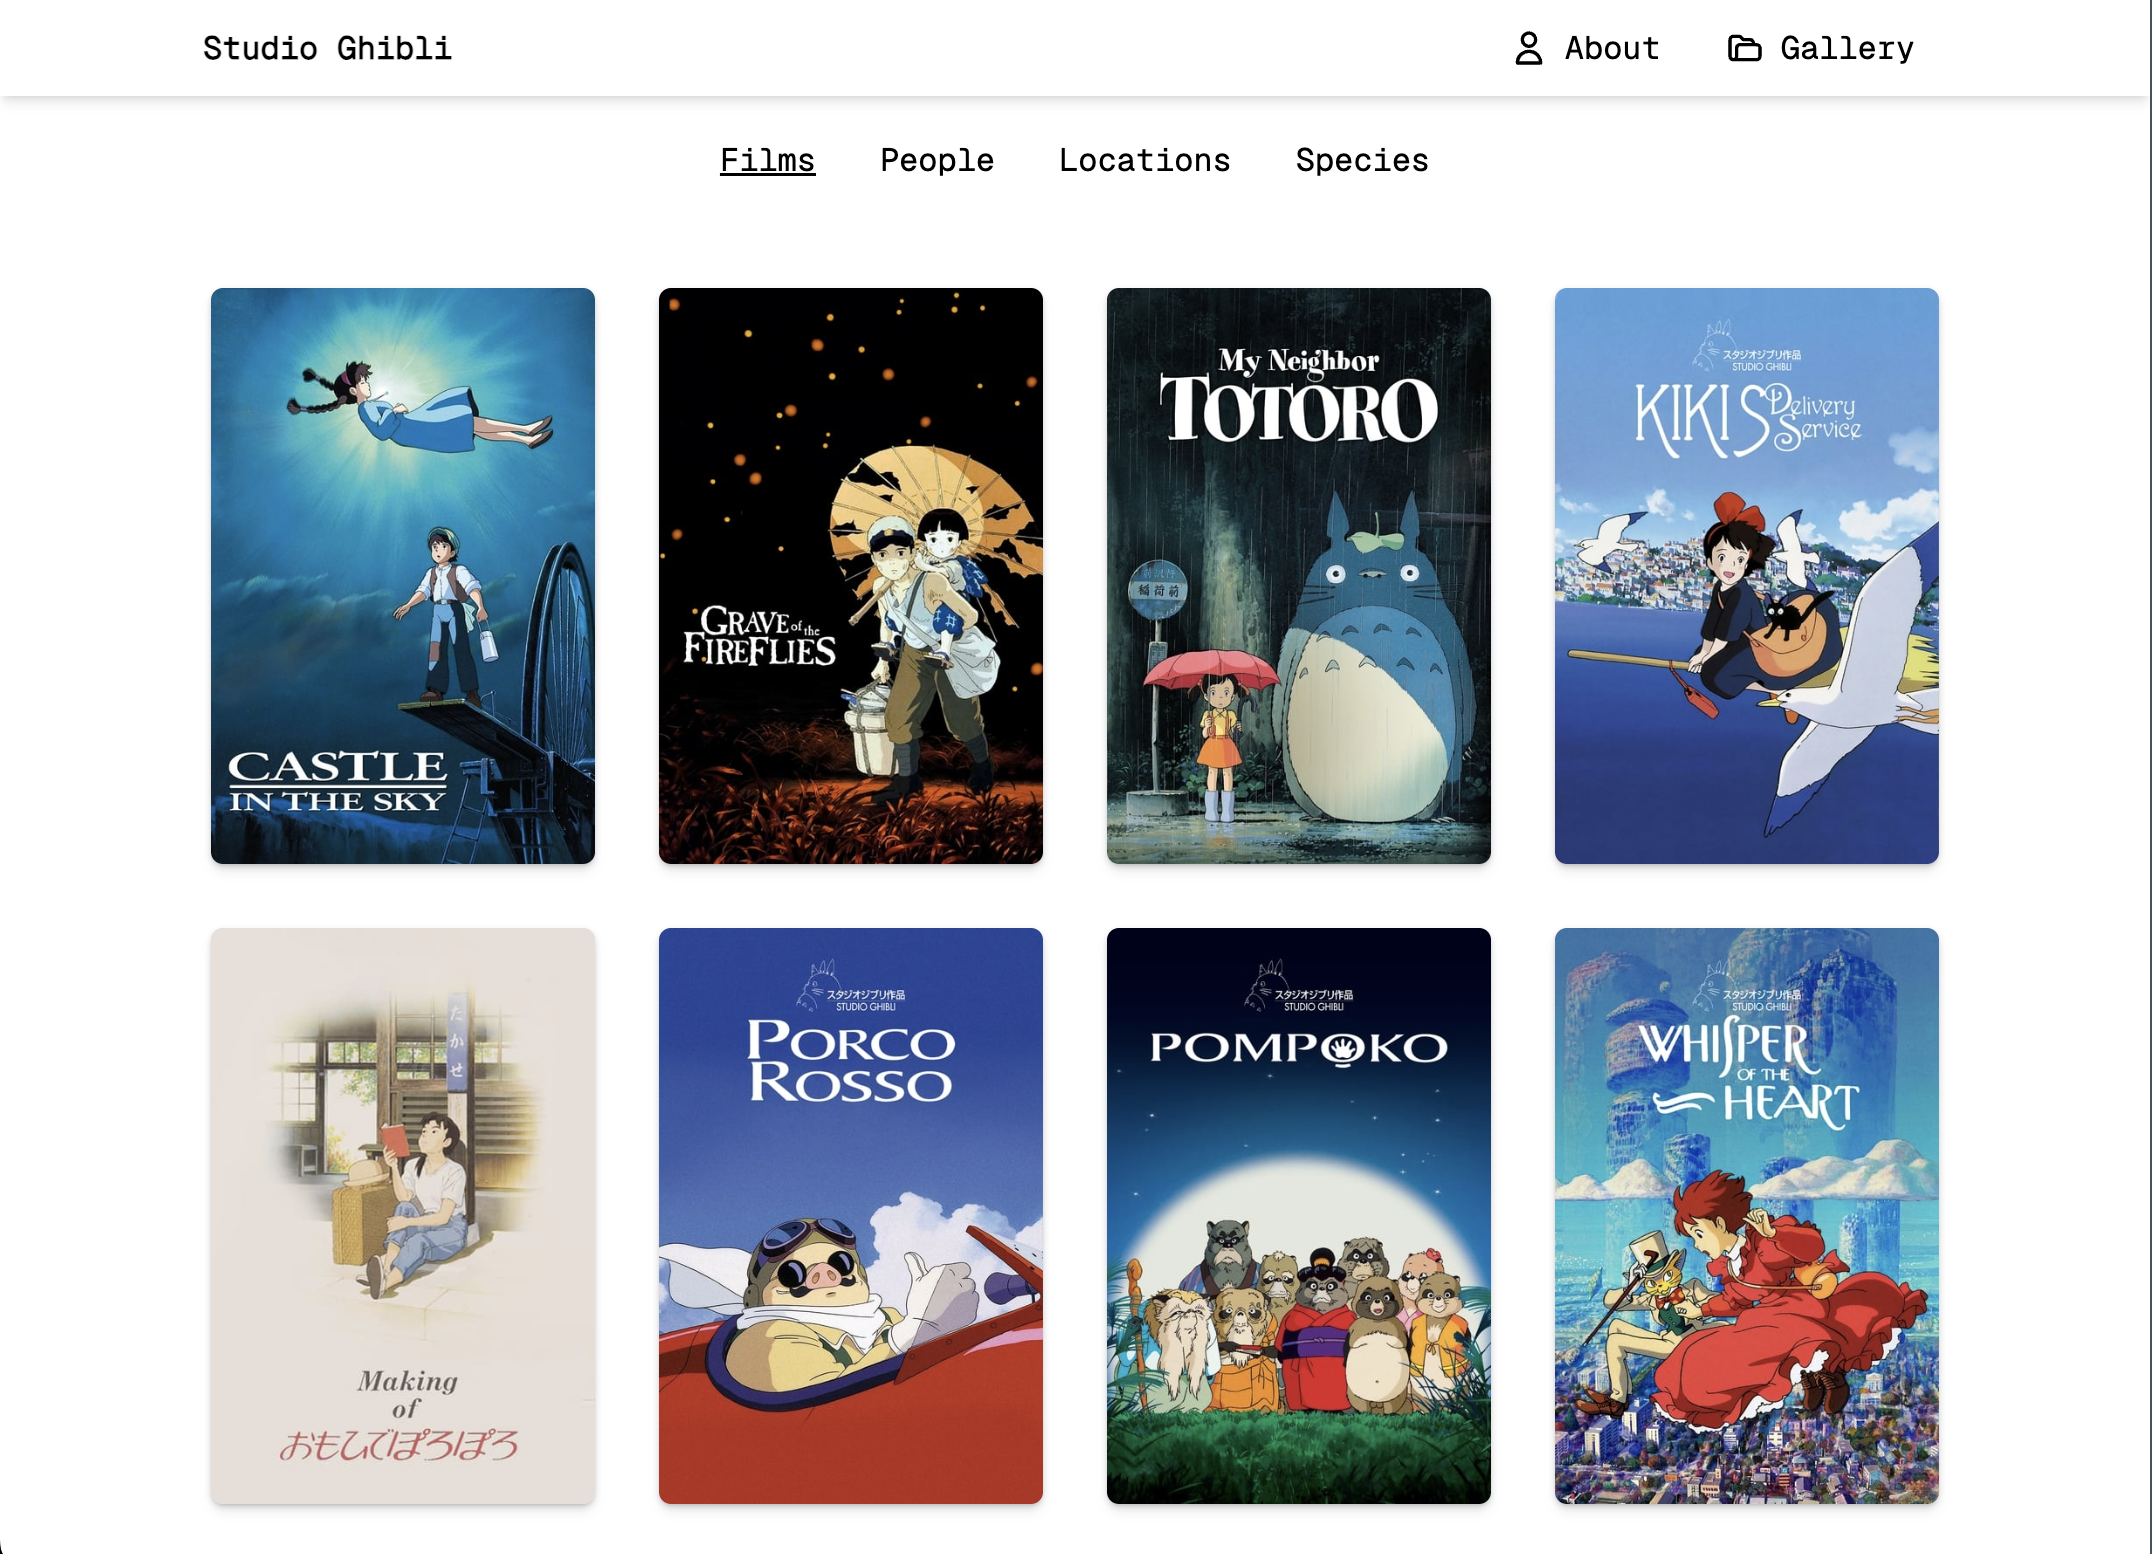 Studio Ghibli
About
Gallery
Films
People
Locations
Species
CASTLE
IN THE SKY
GRAVE of the
FIREFLIES
My Neighbor
TOTORO
稲荷前
スタジオジブリ作品
STUDIO GHIBLI
KIKIS Delivery
Service
たかせ
Making
of
おもひでぽろぽろ
スタジオジブリ作品
STUDIO GHIBLI
PORCO
ROSSO
スタジオジブリ作品
STUDIO GHIBLI
POMPOKO
スタジオジブリ作品
STUDIO GHIBLI
WHISPER
OF THE
HEART